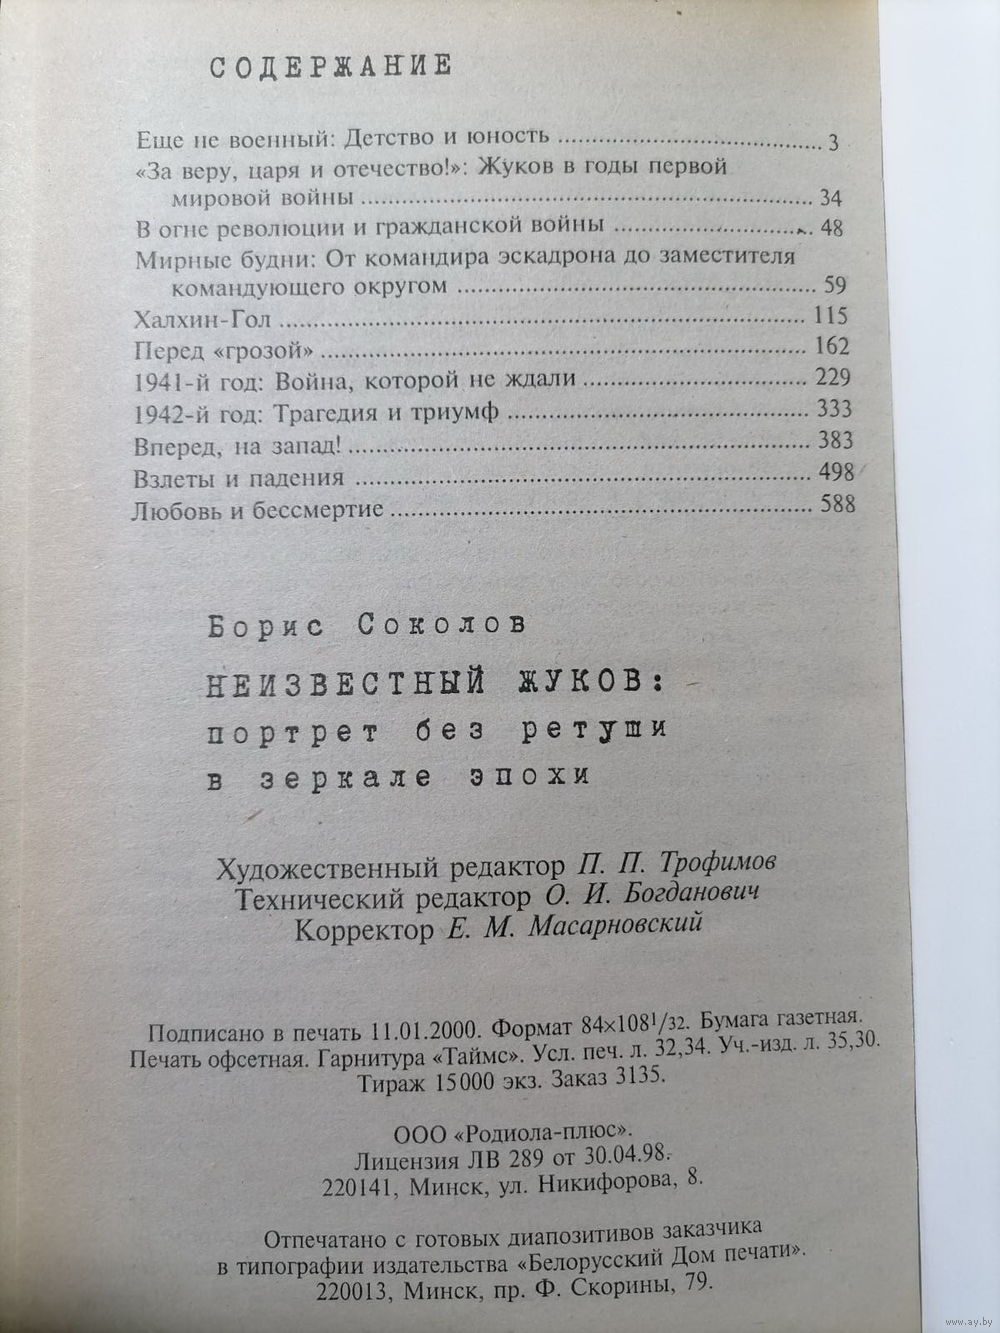 СОДЕРЖАНИЕ
Еще не военный: Детство и юность ........................................ 3
«За веру, царя и отечество!»: Жуков в годы первой
мировой войны ........................................ 34
В огне революции и гражданской войны ........................................ 48
Мирные будни: От командира эскадрона до заместителя
командующего округом ........................................ 59
Халхин-Гол ........................................ 115
Перед «грозой» ........................................ 162
1941-й год: Война, которой не ждали ........................................ 229
1942-й год: Трагедия и триумф ........................................ 333
Вперед, на запад! ........................................ 383
Взлеты и падения ........................................ 498
Любовь и бессмертие ........................................ 588
Борис Соколов
НЕИЗВЕСТНЫЙ ЖУКОВ:
портрет без ретуши
в зеркале эпохи
Художественный редактор П. П. Трофимов
Технический редактор О. И. Богданович
Корректор Е. М. Масарновский
Подписано в печать 11.01.2000. Формат 84×108¹/32. Бумага газетная.
Печать офсетная. Гарнитура «Таймс». Усл. печ. л. 32,34. Уч.-изд. л. 35,30.
Тираж 15000 экз. Заказ 3135.
ООО «Родиола-плюс».
Лицензия ЛВ 289 от 30.04.98.
220141, Минск, ул. Никифорова, 8.
Отпечатано с готовых диапозитивов заказчика
в типографии издательства «Белорусский Дом печати».
220013, Минск, пр. Ф. Скорины, 79.
www.ay.by